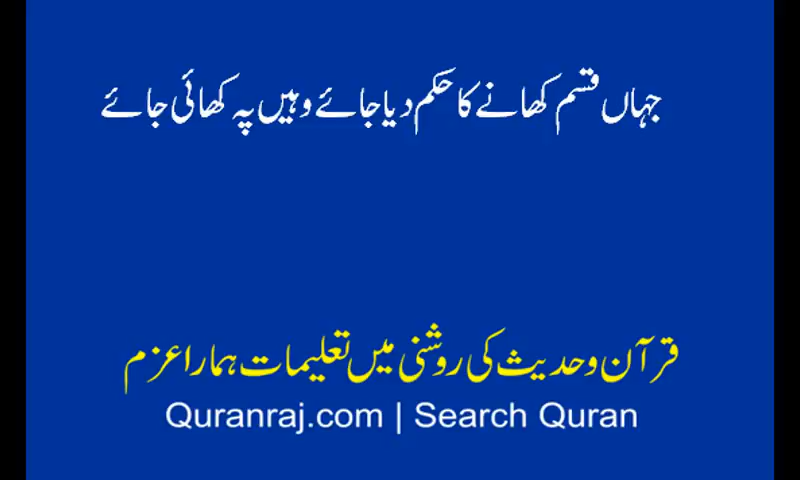 جہاں قسم کھانے کا حکم دیا جائے وہیں پہ کھائی جائے
قرآن و حدیث کی روشنی میں تعلیمات ہمارا عزم
Quranraj.com | Search Quran